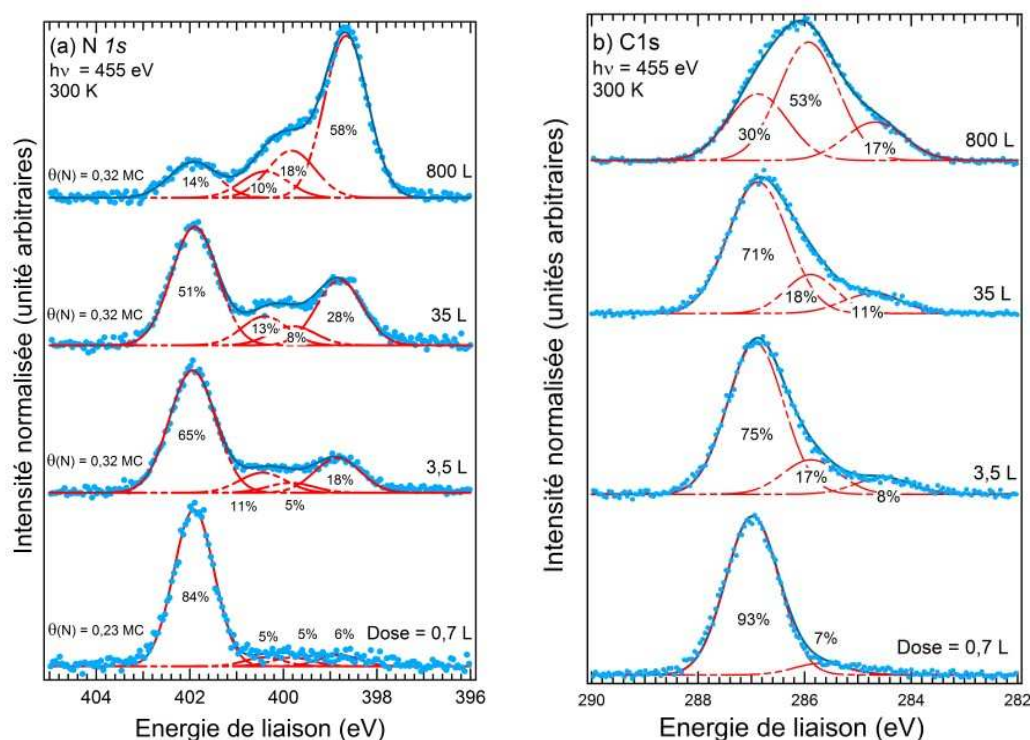 (a) N 1s
hν = 455 eV
300 K
58%
18%
10%
14%
θ(N) = 0,32 MC
800 L
51%
13%
8%
28%
θ(N) = 0,32 MC
35 L
65%
11%
5%
18%
θ(N) = 0,32 MC
3,5 L
84%
5%
5%
6%
θ(N) = 0,23 MC
Dose = 0,7 L
404
402
400
398
396
Energie de liaison (eV)
Intensité normalisée (unité arbitraires)
b) C1s
hν = 455 eV
300 K
53%
30%
17%
800 L
71%
18%
11%
35 L
75%
17%
8%
3,5 L
93%
7%
Dose = 0,7 L
290
288
286
284
282
Energie de liaison (eV)
Intensité normalisée (unités arbitraires)